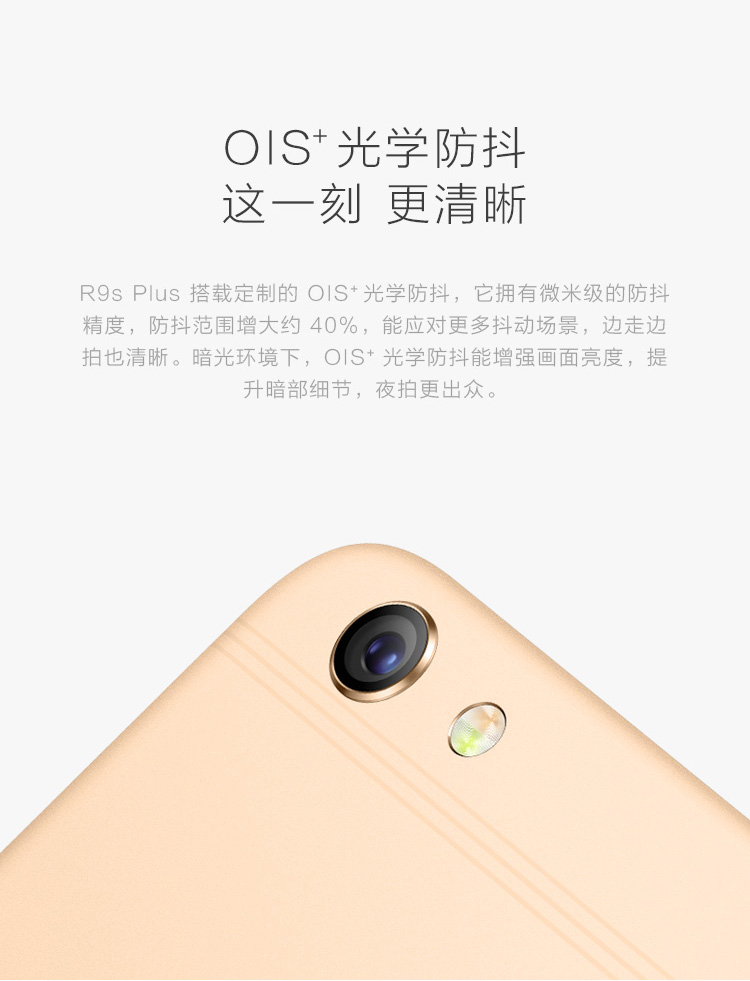 OIS⁺ 光学防抖
这一刻 更清晰
R9s Plus 搭载定制的 OIS⁺ 光学防抖，它拥有微米级的防抖
精度，防抖范围增大约 40%，能应对更多抖动场景，边走边
拍也清晰。暗光环境下，OIS⁺ 光学防抖能增强画面亮度，提
升暗部细节，夜拍更出众。